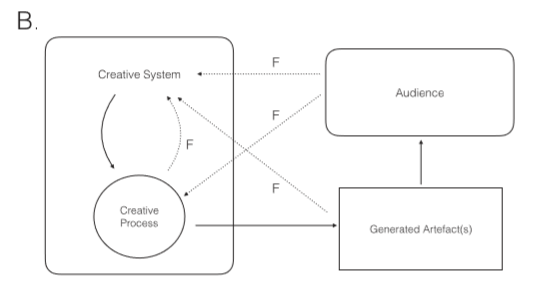 B.
Creative System
F
Audience
F
F
F
Creative
Process
Generated Artefact(s)